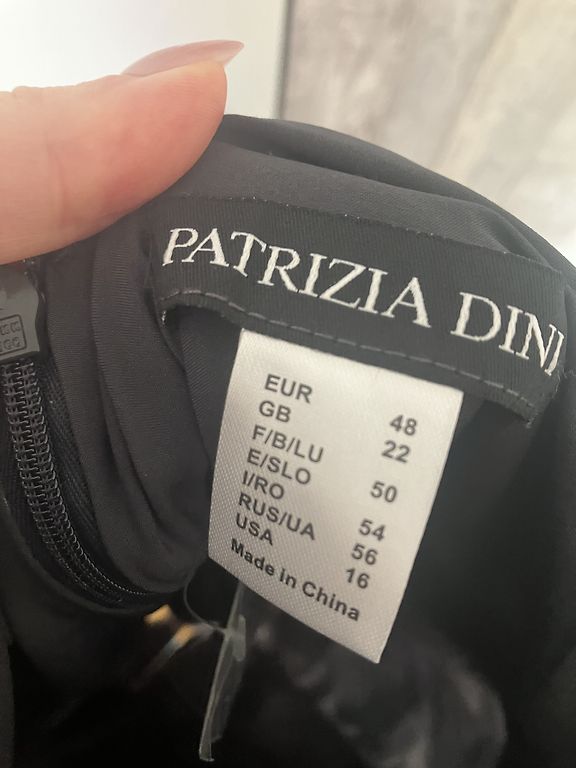 PATRIZIA DINI
EUR 48
GB 22
F/B/LU
E/SLO 50
I/RO 54
RUS/UA 56
USA 16
Made in China